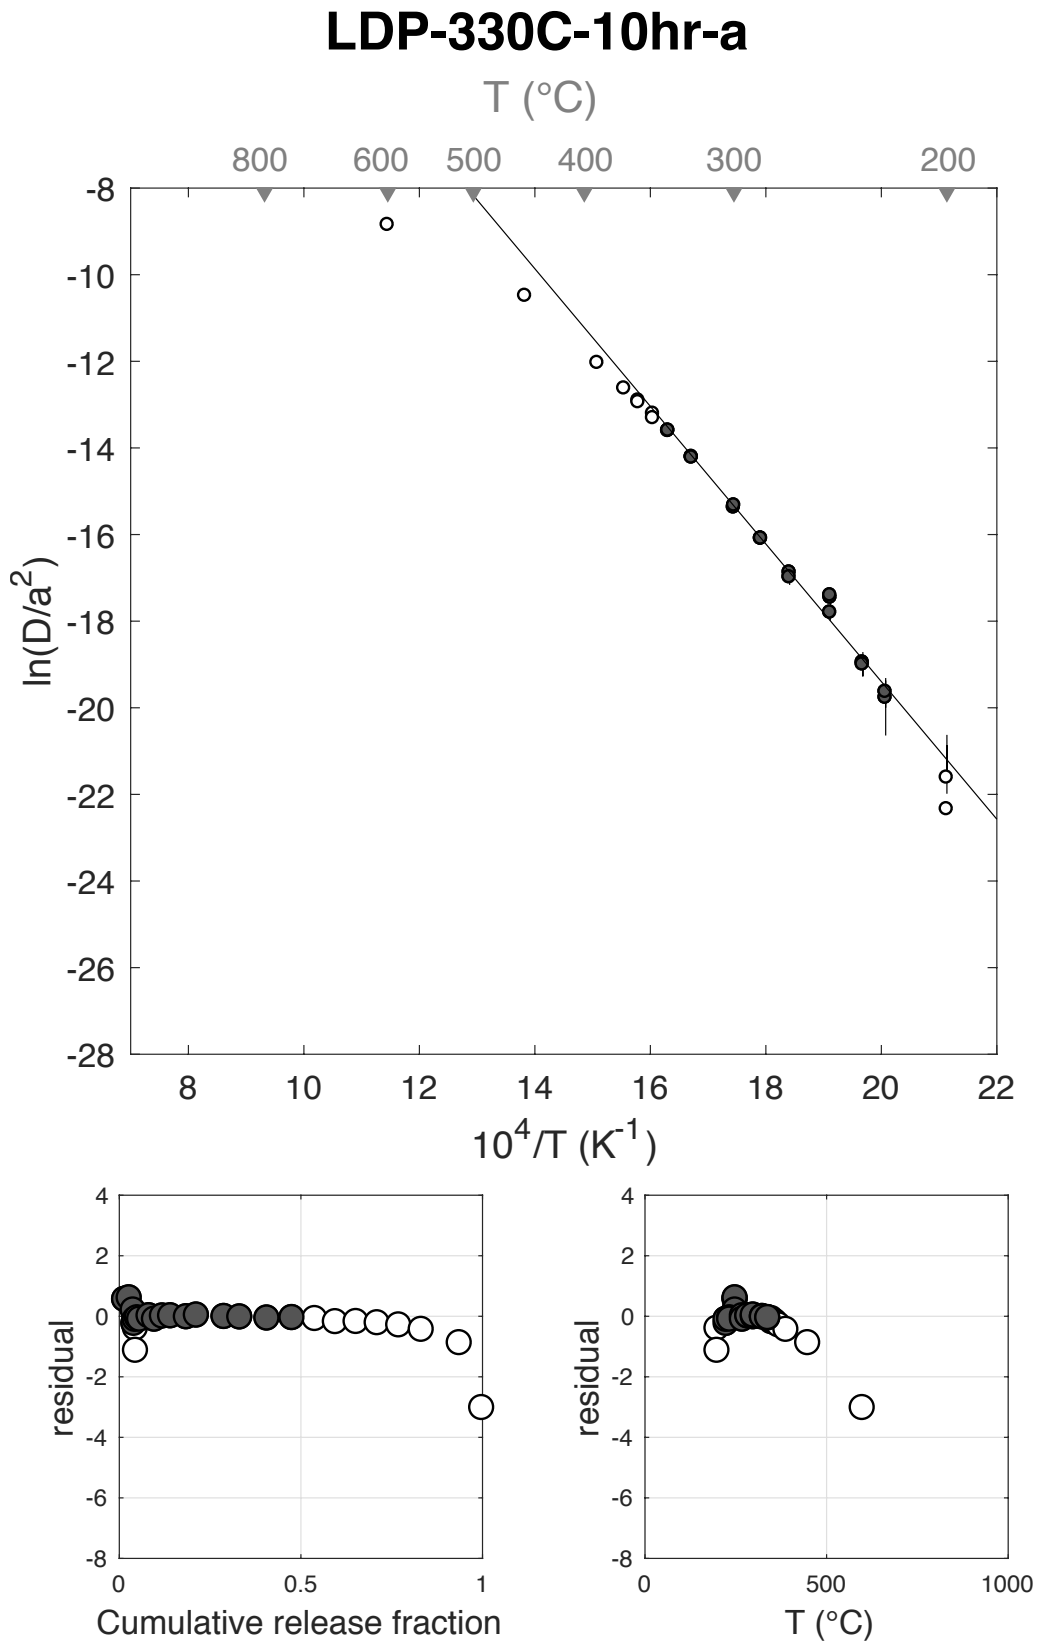 LDP-330C-10hr-a
T (°C)
800 600 500 400 300 200
-8
-10
-12
-14
-16
-18
-20
-22
-24
-26
-28
ln(D/a²)
8 10 12 14 16 18 20 22
10⁴/T (K⁻¹)
4
2
0
-2
-4
-6
-8
residual
0 0.5 1
Cumulative release fraction
4
2
0
-2
-4
-6
-8
residual
0 500 1000
T (°C)